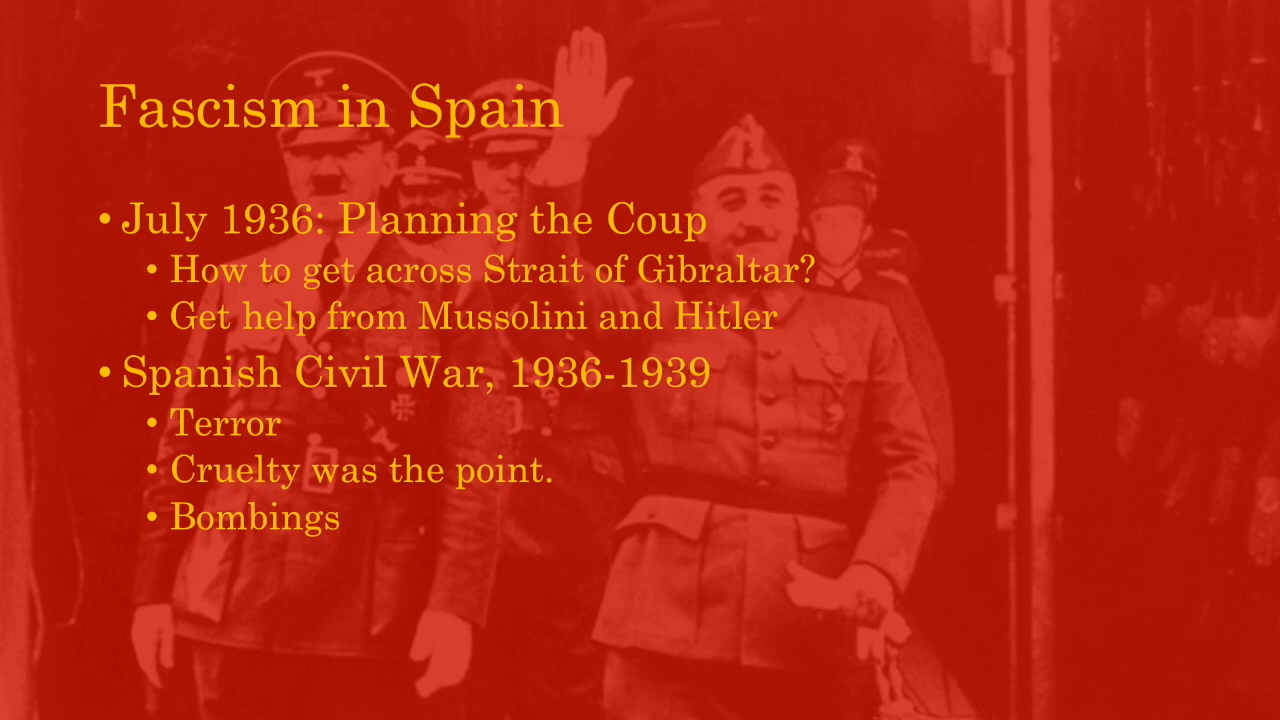 Fascism in Spain
• July 1936: Planning the Coup
• How to get across Strait of Gibraltar?
• Get help from Mussolini and Hitler
• Spanish Civil War, 1936-1939
• Terror
• Cruelty was the point.
• Bombings